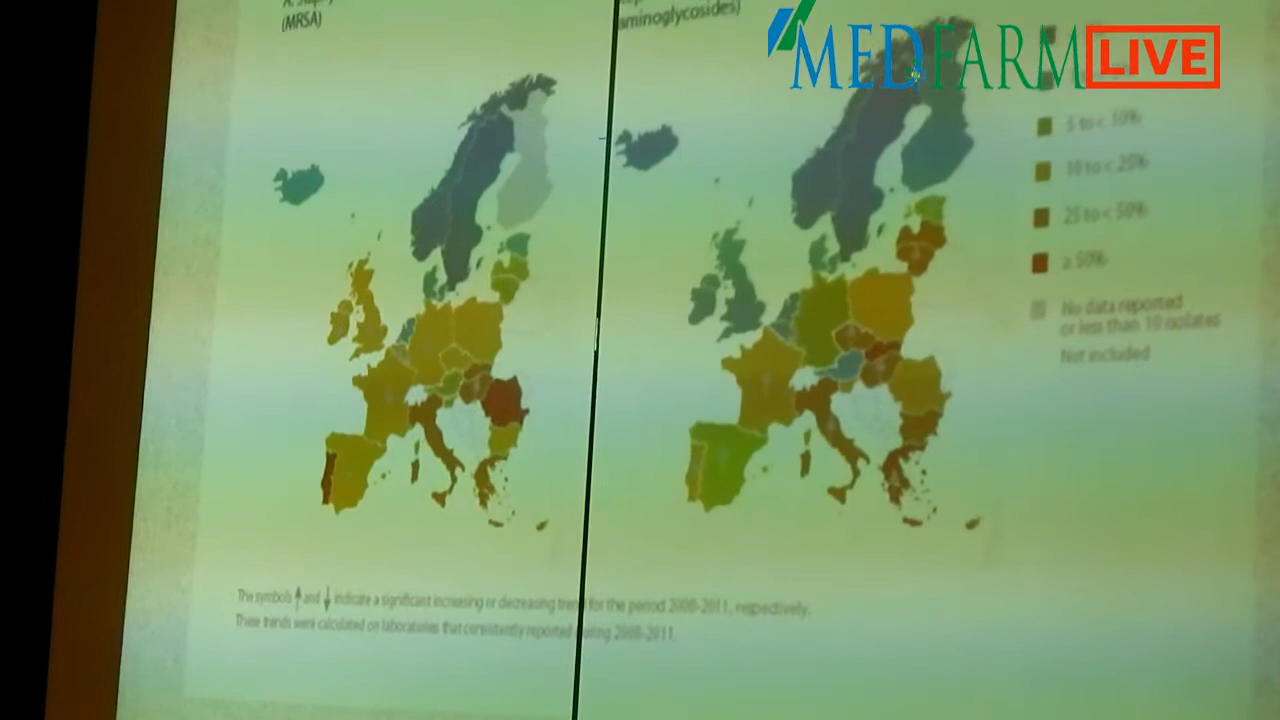 (MRSA)
aminoglycosides)
MEDFARM LIVE
5 to < 10%
10 to < 25%
25 to < 50%
≥ 50%
No data reported
or less than 10 isolates
Not included
The symbols ↑ and ↓ indicate a significant increasing or decreasing trend for the period 2008-2011, respectively.
These trends were calculated on laboratories that consistently reported during 2008-2011.